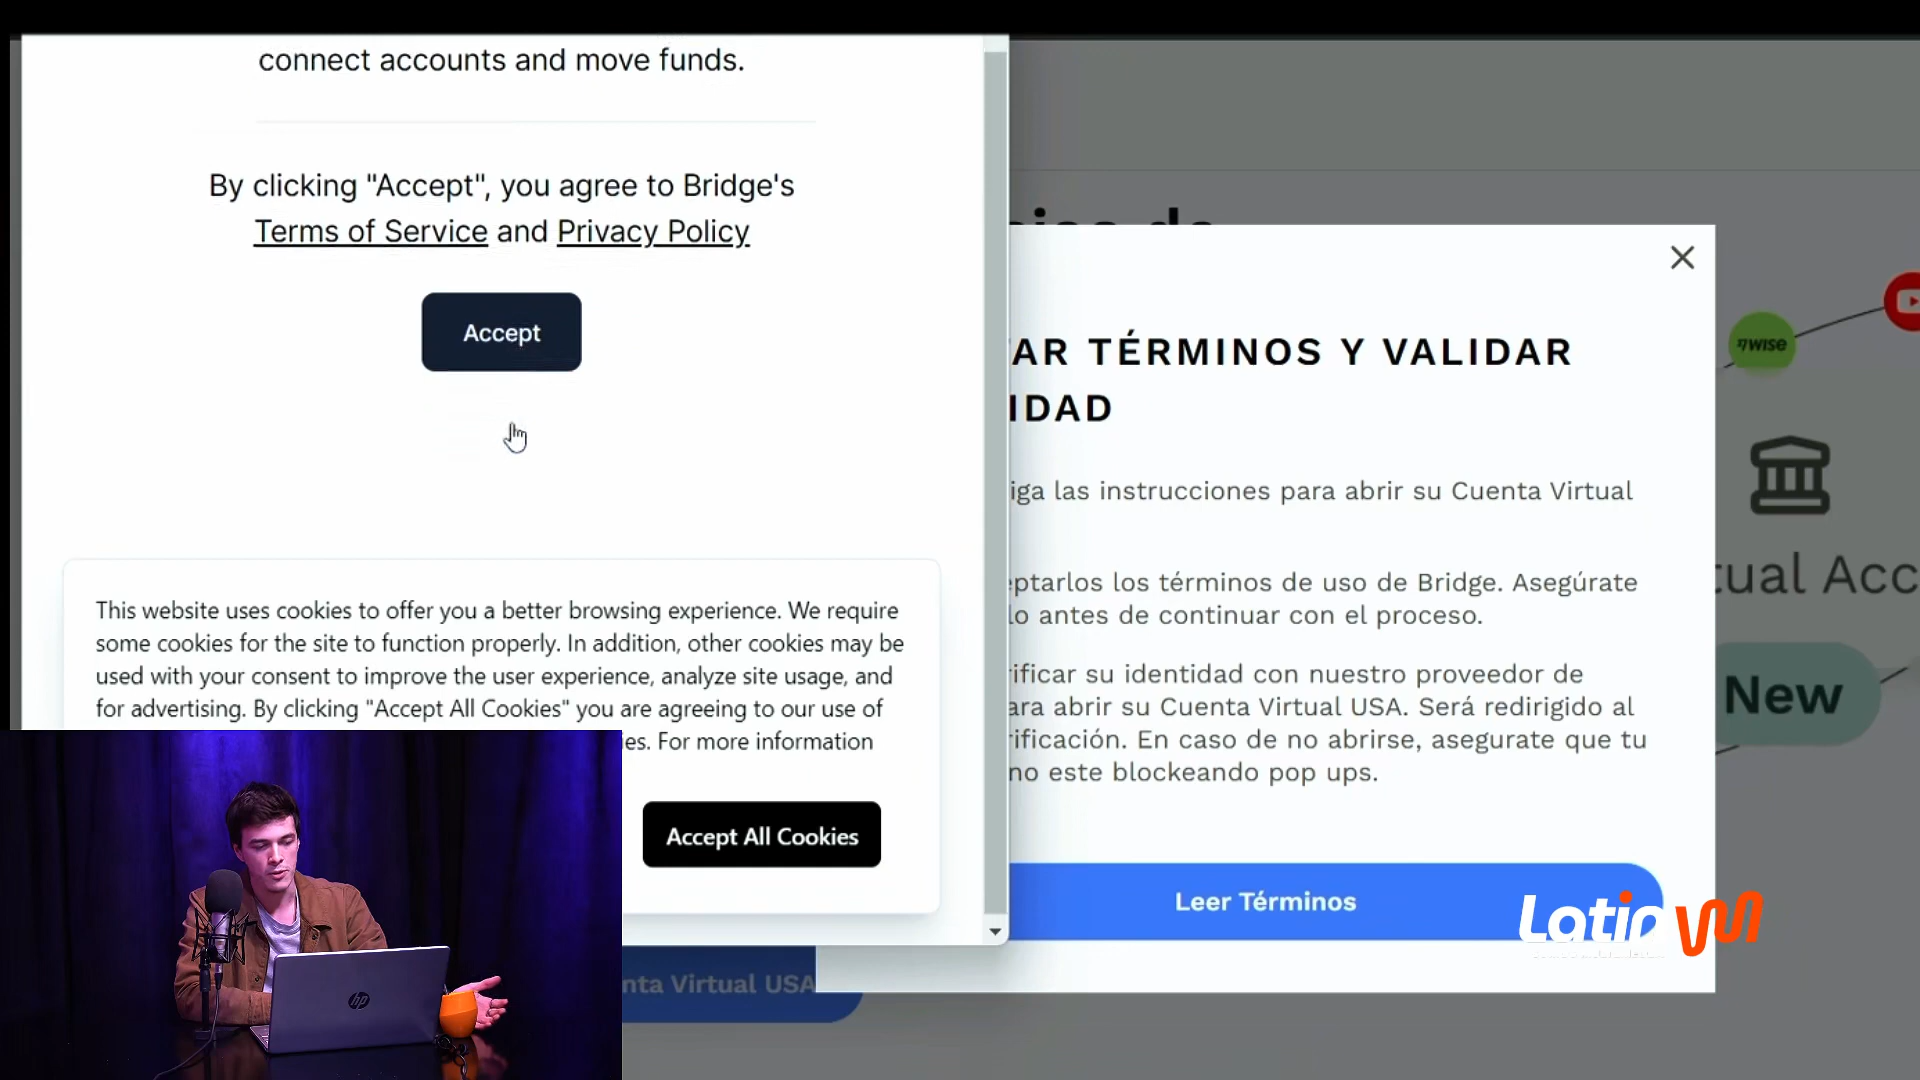 connect accounts and move funds.
By clicking "Accept", you agree to Bridge's
Terms of Service and Privacy Policy
Accept
This website uses cookies to offer you a better browsing experience. We require
some cookies for the site to function properly. In addition, other cookies may be
used with your consent to improve the user experience, analyze site usage, and
for advertising. By clicking "Accept All Cookies" you are agreeing to our use of
es. For more information
Accept All Cookies
AR TÉRMINOS Y VALIDAR
IDAD
iga las instrucciones para abrir su Cuenta Virtual
eptarlos los términos de uso de Bridge. Asegúrate
lo antes de continuar con el proceso.
rificar su identidad con nuestro proveedor de
ara abrir su Cuenta Virtual USA. Será redirigido al
rificación. En caso de no abrirse, asegurate que tu
no este blockeando pop ups.
Leer Términos
nta Virtual USA
wise
tual Acc
New
hp